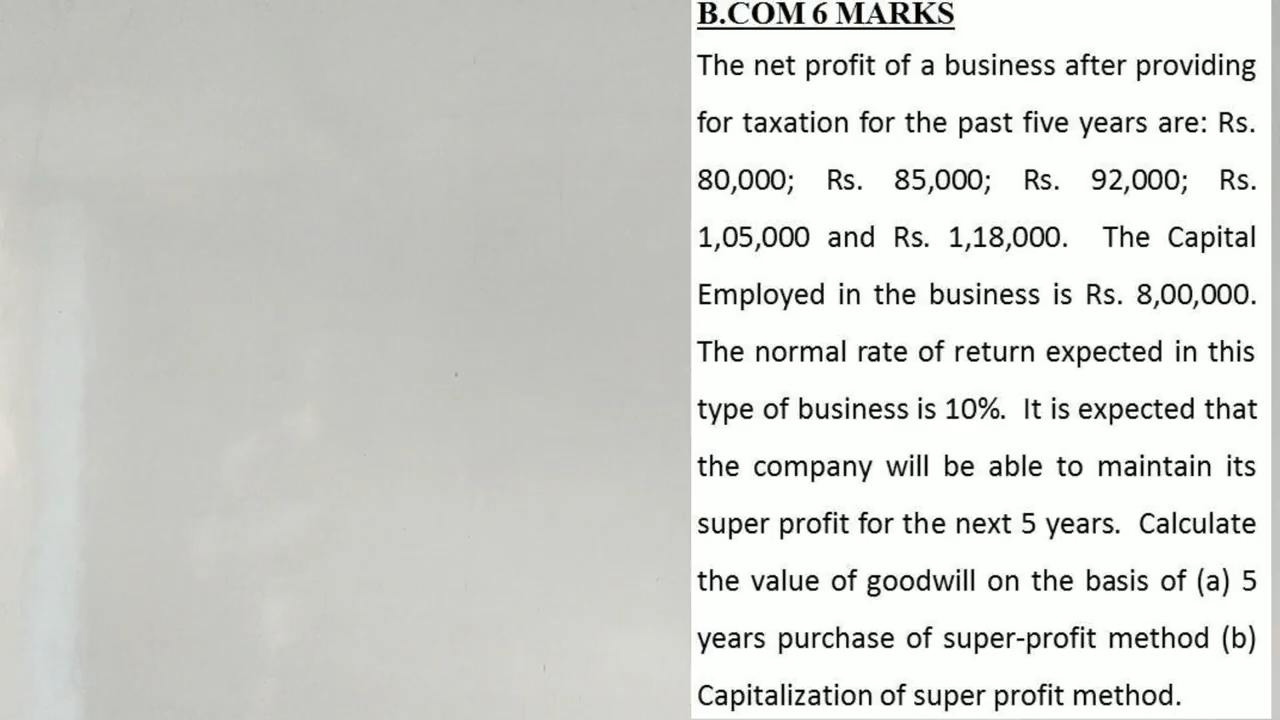 B.COM 6 MARKS
The net profit of a business after providing
for taxation for the past five years are: Rs.
80,000; Rs. 85,000; Rs. 92,000; Rs.
1,05,000 and Rs. 1,18,000. The Capital
Employed in the business is Rs. 8,00,000.
The normal rate of return expected in this
type of business is 10%. It is expected that
the company will be able to maintain its
super profit for the next 5 years. Calculate
the value of goodwill on the basis of (a) 5
years purchase of super-profit method (b)
Capitalization of super profit method.